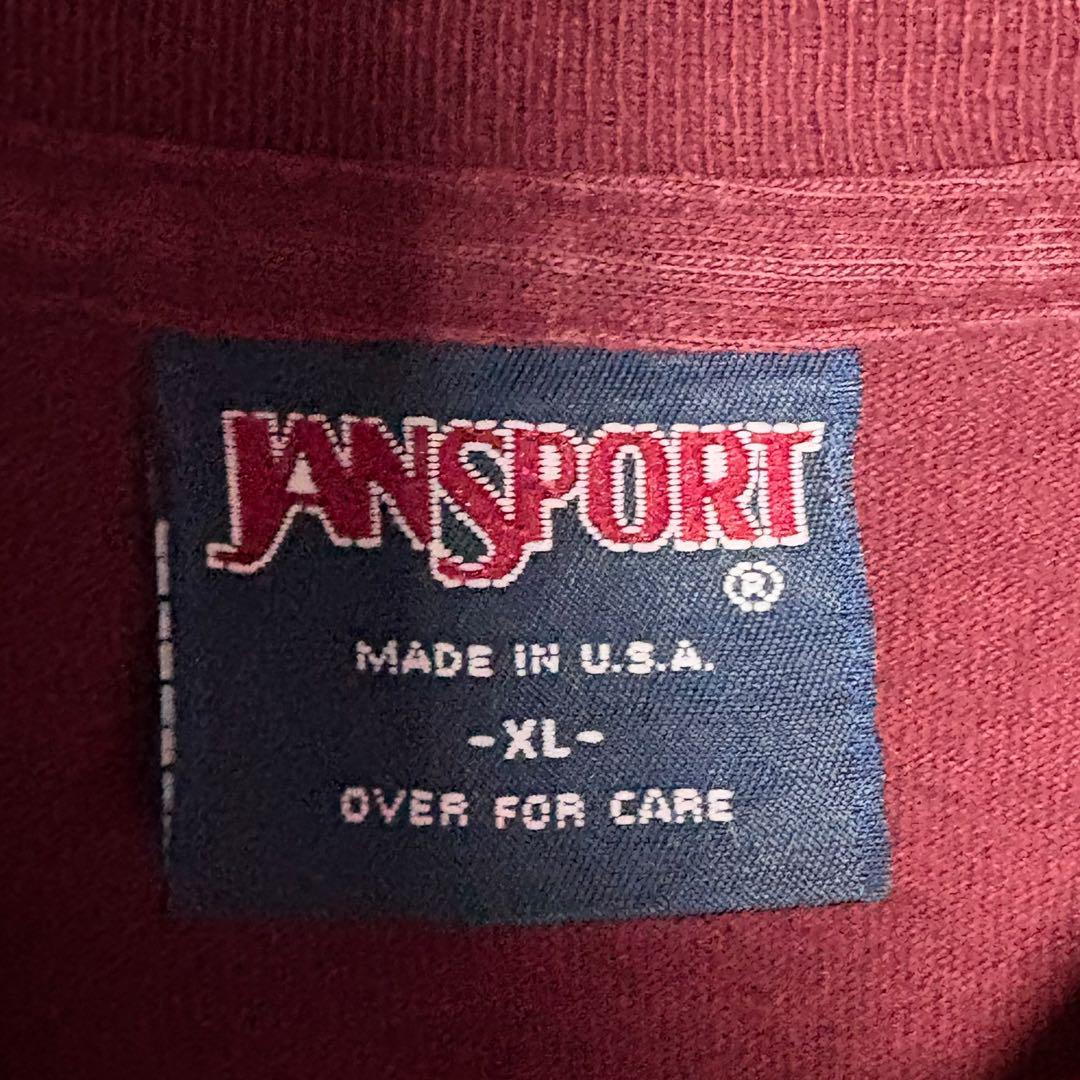 JANSPORT
®
MADE IN U.S.A.
-XL-
OVER FOR CARE